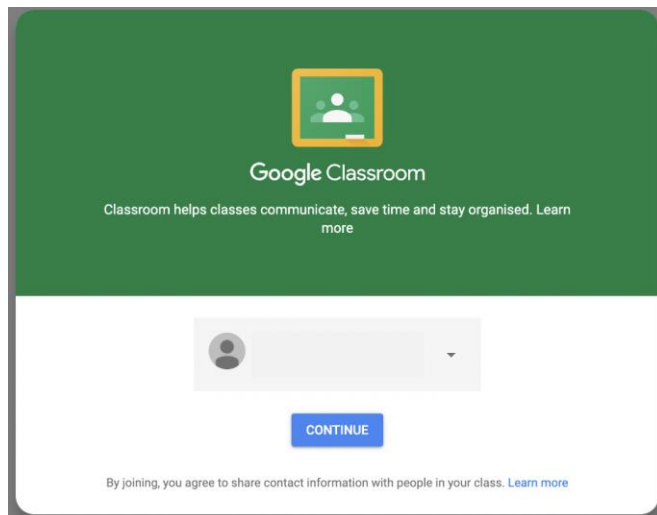 Google Classroom
Classroom helps classes communicate, save time and stay organised. Learn
more
CONTINUE
By joining, you agree to share contact information with people in your class. Learn more